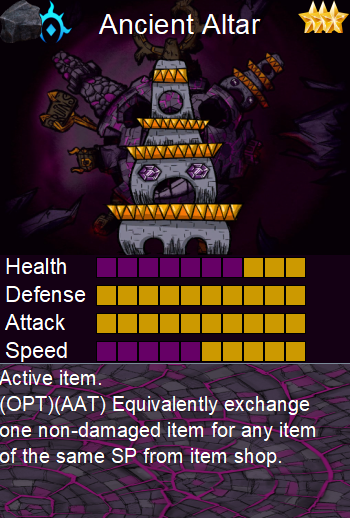 Ancient Altar
Health
Defense
Attack
Speed
Active item.
(OPT)(AAT) Equivalently exchange
one non-damaged item for any item
of the same SP from item shop.